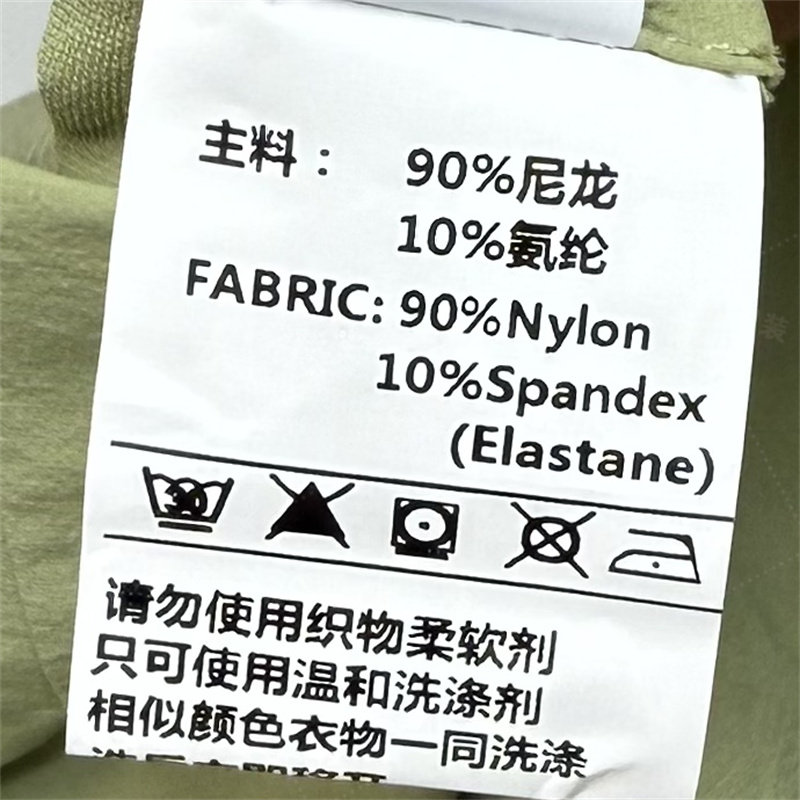 主料： 90%尼龙
10%氨纶
FABRIC: 90%Nylon
10%Spandex
(Elastane)
30
请勿使用织物柔软剂
只可使用温和洗涤剂
相似颜色衣物一同洗涤